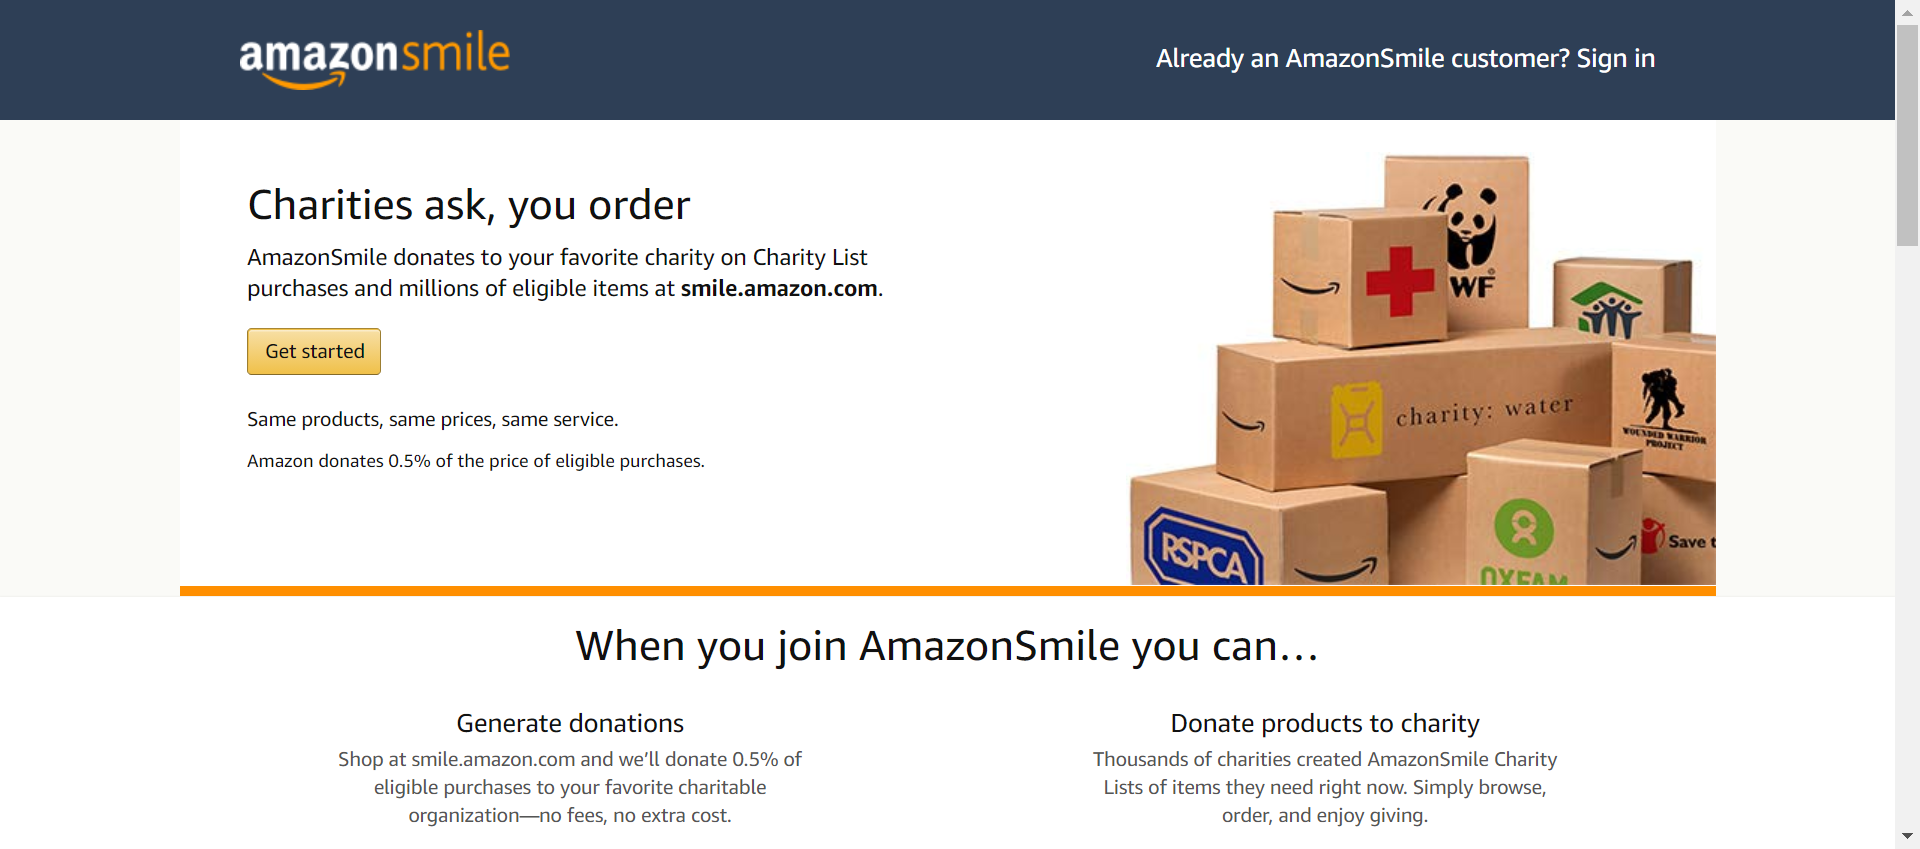 amazonsmile
Already an AmazonSmile customer? Sign in
Charities ask, you order
AmazonSmile donates to your favorite charity on Charity List
purchases and millions of eligible items at smile.amazon.com.
Get started
Same products, same prices, same service.
Amazon donates 0.5% of the price of eligible purchases.
WF
charity: water
WOUNDED WARRIOR
PROJECT
RSPCA
OXFAM
Save t
When you join AmazonSmile you can...
Generate donations
Shop at smile.amazon.com and we’ll donate 0.5% of
eligible purchases to your favorite charitable
organization—no fees, no extra cost.
Donate products to charity
Thousands of charities created AmazonSmile Charity
Lists of items they need right now. Simply browse,
order, and enjoy giving.